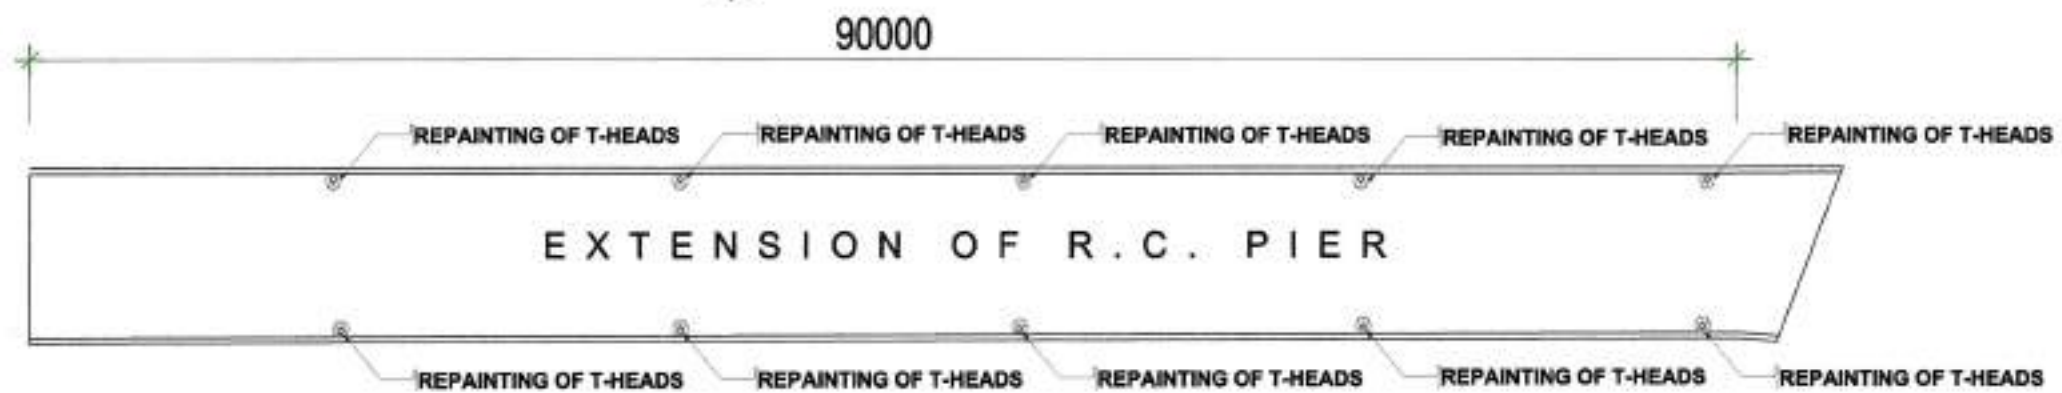 90000
REPAINTING OF T-HEADS
REPAINTING OF T-HEADS
REPAINTING OF T-HEADS
REPAINTING OF T-HEADS
REPAINTING OF T-HEADS
EXTENSION OF R.C. PIER
REPAINTING OF T-HEADS
REPAINTING OF T-HEADS
REPAINTING OF T-HEADS
REPAINTING OF T-HEADS
REPAINTING OF T-HEADS